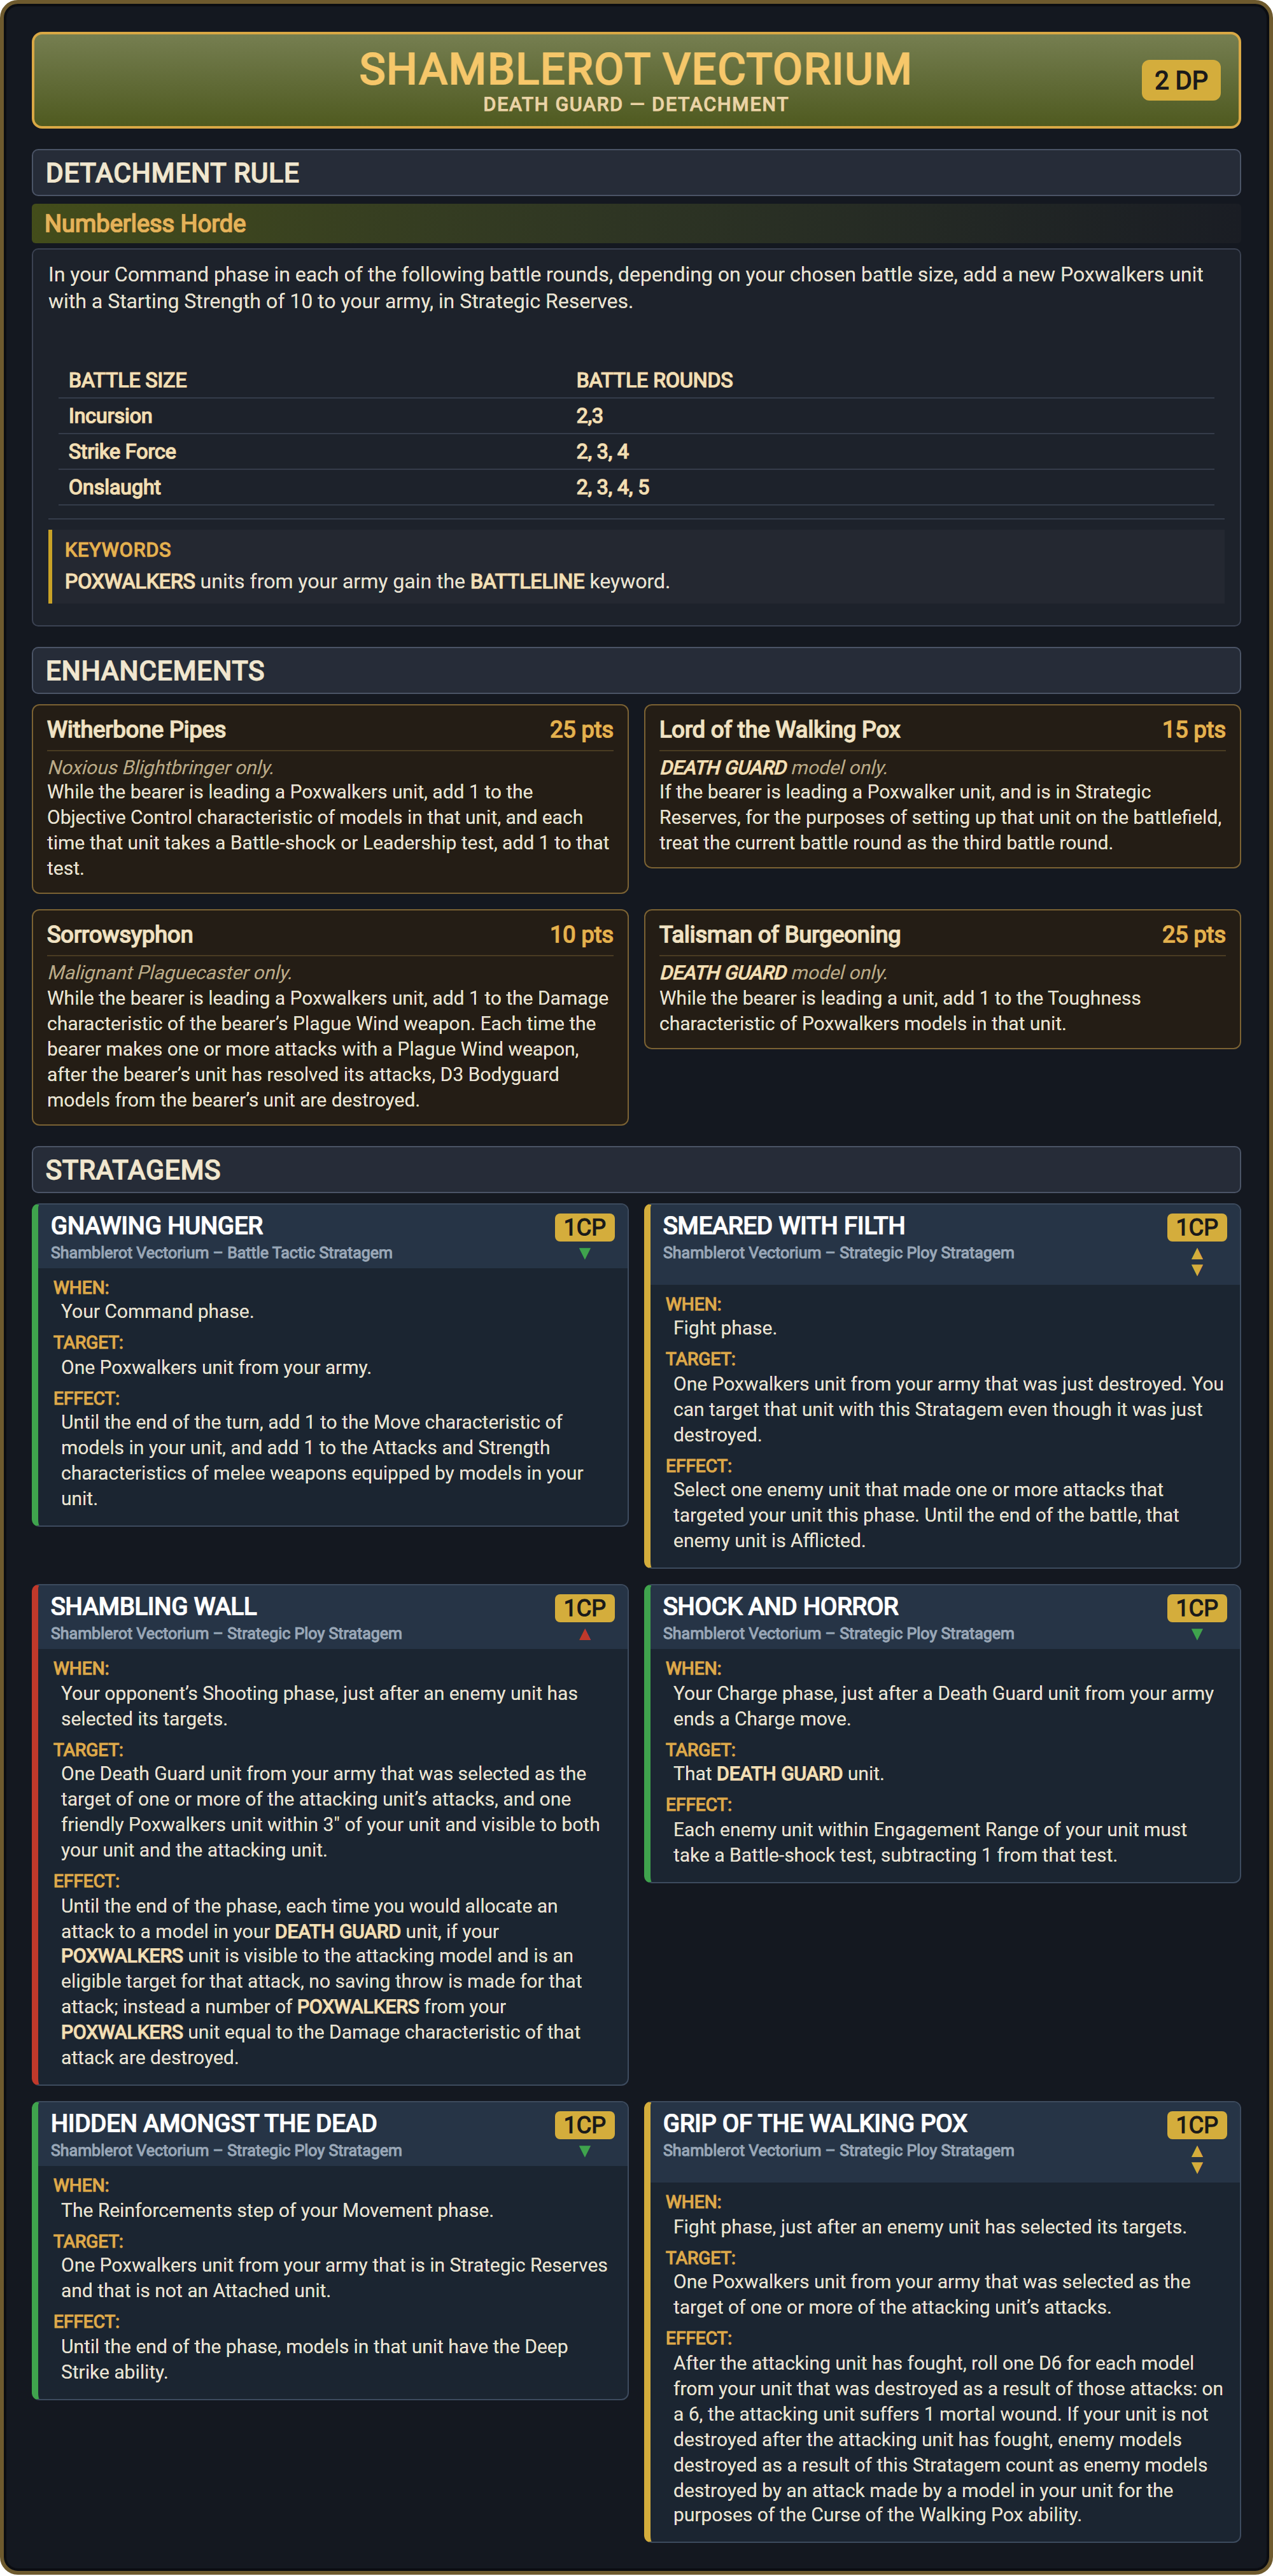 SHAMBLEROT VECTORIUM
DEATH GUARD — DETACHMENT
2 DP
DETACHMENT RULE
Numberless Horde
In your Command phase in each of the following battle rounds, depending on your chosen battle size, add a new Poxwalkers unit
with a Starting Strength of 10 to your army, in Strategic Reserves.
BATTLE SIZE BATTLE ROUNDS
Incursion 2,3
Strike Force 2, 3, 4
Onslaught 2, 3, 4, 5
KEYWORDS
POXWALKERS units from your army gain the BATTLELINE keyword.
ENHANCEMENTS
Witherbone Pipes 25 pts
Noxious Blightbringer only.
While the bearer is leading a Poxwalkers unit, add 1 to the
Objective Control characteristic of models in that unit, and each
time that unit takes a Battle-shock or Leadership test, add 1 to that
test.
Lord of the Walking Pox 15 pts
DEATH GUARD model only.
If the bearer is leading a Poxwalker unit, and is in Strategic
Reserves, for the purposes of setting up that unit on the battlefield,
treat the current battle round as the third battle round.
Sorrowsyphon 10 pts
Malignant Plaguecaster only.
While the bearer is leading a Poxwalkers unit, add 1 to the Damage
characteristic of the bearer’s Plague Wind weapon. Each time the
bearer makes one or more attacks with a Plague Wind weapon,
after the bearer’s unit has resolved its attacks, D3 Bodyguard
models from the bearer’s unit are destroyed.
Talisman of Burgeoning 25 pts
DEATH GUARD model only.
While the bearer is leading a unit, add 1 to the Toughness
characteristic of Poxwalkers models in that unit.
STRATAGEMS
GNAWING HUNGER 1CP
Shamblerot Vectorium – Battle Tactic Stratagem
▼
WHEN:
Your Command phase.
TARGET:
One Poxwalkers unit from your army.
EFFECT:
Until the end of the turn, add 1 to the Move characteristic of
models in your unit, and add 1 to the Attacks and Strength
characteristics of melee weapons equipped by models in your
unit.
SMEARED WITH FILTH 1CP
Shamblerot Vectorium – Strategic Ploy Stratagem
▲
▼
WHEN:
Fight phase.
TARGET:
One Poxwalkers unit from your army that was just destroyed. You
can target that unit with this Stratagem even though it was just
destroyed.
EFFECT:
Select one enemy unit that made one or more attacks that
targeted your unit this phase. Until the end of the battle, that
enemy unit is Afflicted.
SHAMBLING WALL 1CP
Shamblerot Vectorium – Strategic Ploy Stratagem
▲
WHEN:
Your opponent’s Shooting phase, just after an enemy unit has
selected its targets.
TARGET:
One Death Guard unit from your army that was selected as the
target of one or more of the attacking unit’s attacks, and one
friendly Poxwalkers unit within 3" of your unit and visible to both
your unit and the attacking unit.
EFFECT:
Until the end of the phase, each time you would allocate an
attack to a model in your DEATH GUARD unit, if your
POXWALKERS unit is visible to the attacking model and is an
eligible target for that attack, no saving throw is made for that
attack; instead a number of POXWALKERS from your
POXWALKERS unit equal to the Damage characteristic of that
attack are destroyed.
SHOCK AND HORROR 1CP
Shamblerot Vectorium – Strategic Ploy Stratagem
▼
WHEN:
Your Charge phase, just after a Death Guard unit from your army
ends a Charge move.
TARGET:
That DEATH GUARD unit.
EFFECT:
Each enemy unit within Engagement Range of your unit must
take a Battle-shock test, subtracting 1 from that test.
HIDDEN AMONGST THE DEAD 1CP
Shamblerot Vectorium – Strategic Ploy Stratagem
▼
WHEN:
The Reinforcements step of your Movement phase.
TARGET:
One Poxwalkers unit from your army that is in Strategic Reserves
and that is not an Attached unit.
EFFECT:
Until the end of the phase, models in that unit have the Deep
Strike ability.
GRIP OF THE WALKING POX 1CP
Shamblerot Vectorium – Strategic Ploy Stratagem
▲
▼
WHEN:
Fight phase, just after an enemy unit has selected its targets.
TARGET:
One Poxwalkers unit from your army that was selected as the
target of one or more of the attacking unit’s attacks.
EFFECT:
After the attacking unit has fought, roll one D6 for each model
from your unit that was destroyed as a result of those attacks: on
a 6, the attacking unit suffers 1 mortal wound. If your unit is not
destroyed after the attacking unit has fought, enemy models
destroyed as a result of this Stratagem count as enemy models
destroyed by an attack made by a model in your unit for the
purposes of the Curse of the Walking Pox ability.